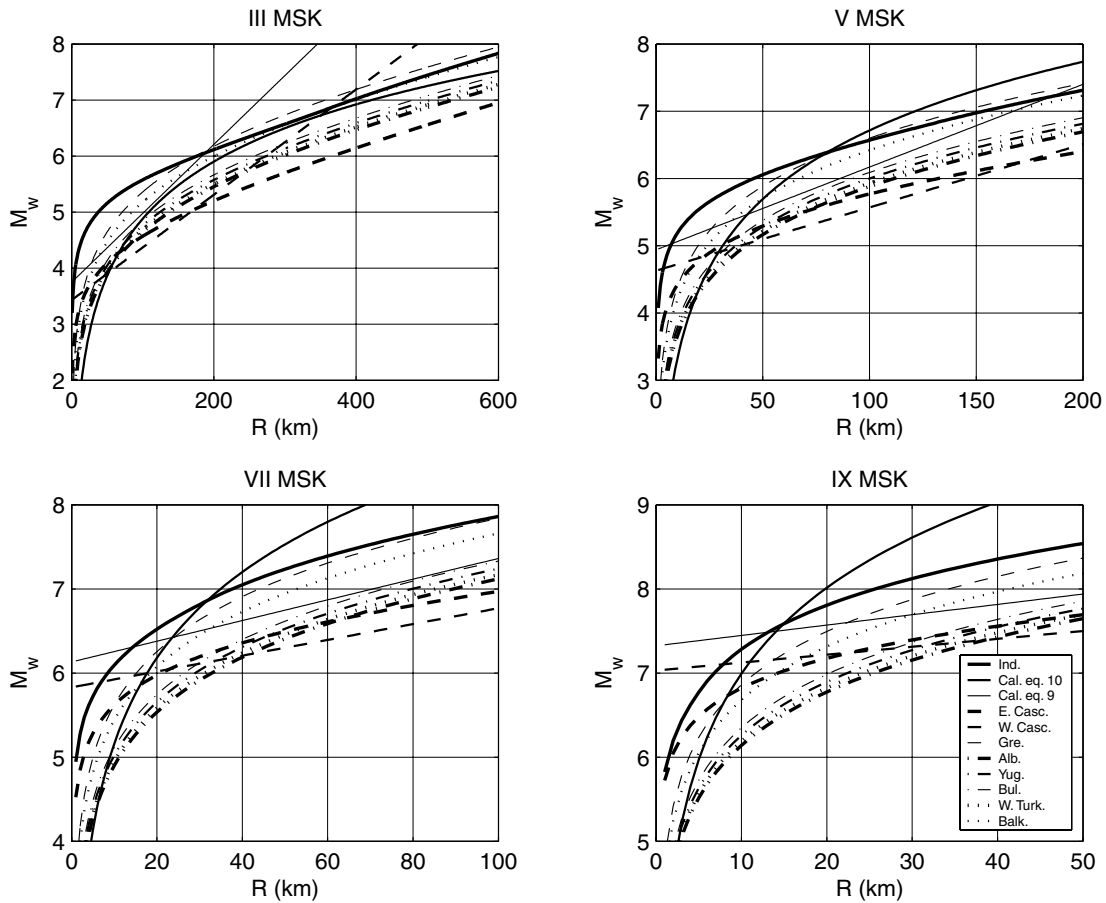 III MSK
8
7
6
5
4
3
2
M_w
0 200 400 600
R (km)
V MSK
8
7
6
5
4
3
M_w
0 50 100 150 200
R (km)
VII MSK
8
7
6
5
4
M_w
0 20 40 60 80 100
R (km)
IX MSK
9
8
7
6
5
M_w
0 10 20 30 40 50
R (km)
Ind.
Cal. eq. 10
Cal. eq. 9
E. Casc.
W. Casc.
Gre.
Alb.
Yug.
Bul.
W. Turk.
Balk.